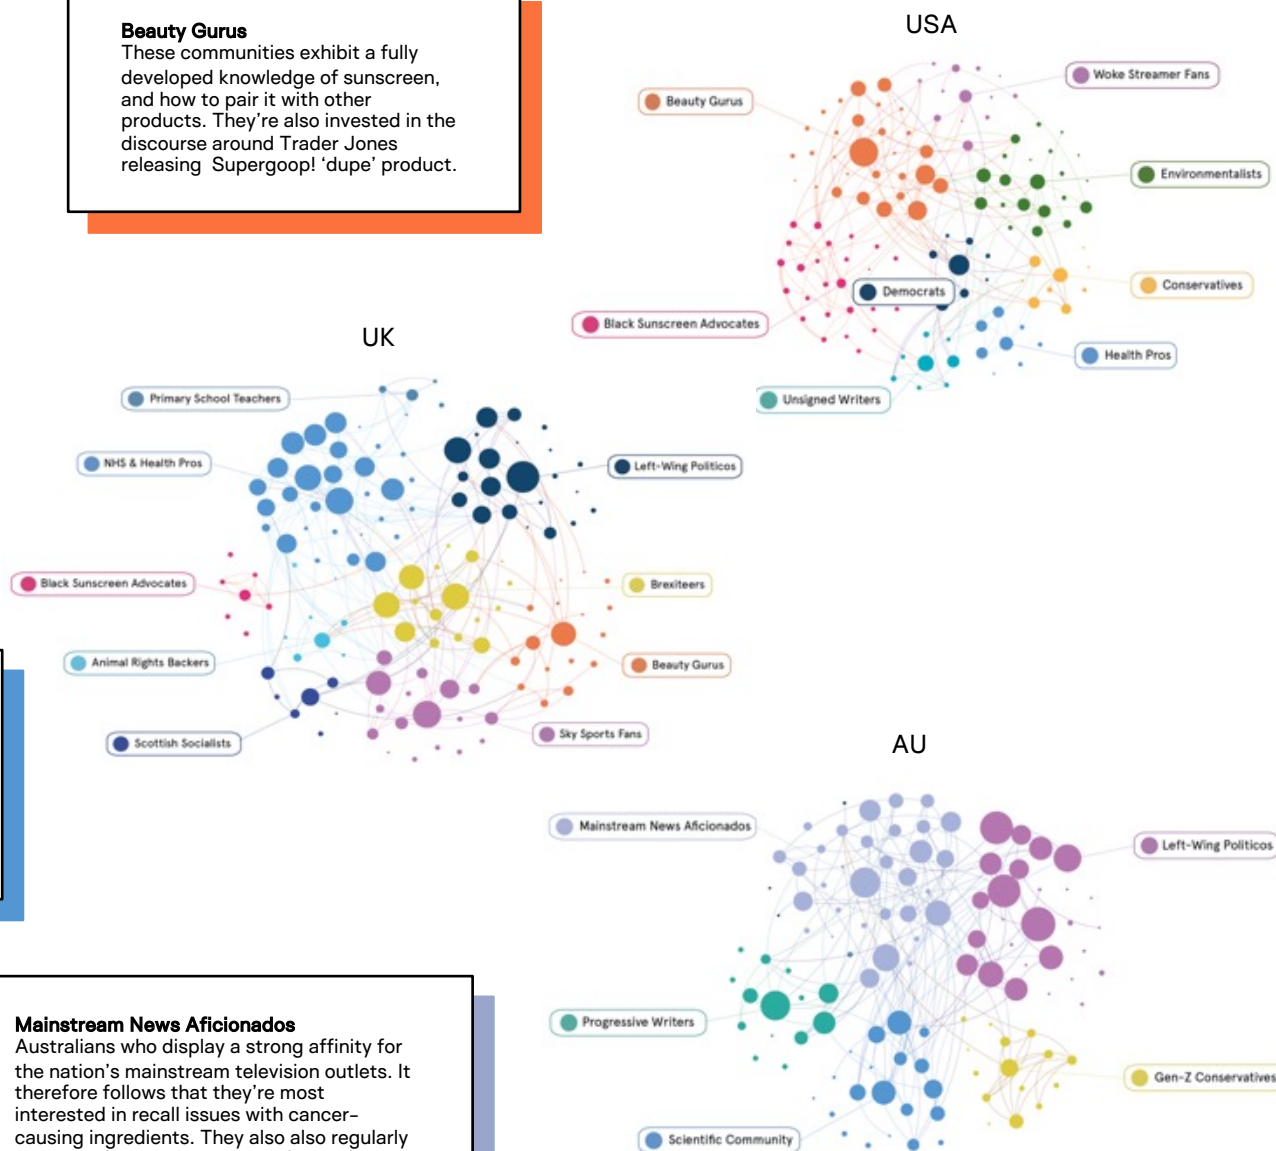 Beauty Gurus
These communities exhibit a fully
developed knowledge of sunscreen,
and how to pair it with other
products. They’re also invested in the
discourse around Trader Jones
releasing  Supergoop! ‘dupe’ product.
USA
Beauty Gurus
Woke Streamer Fans
Environmentalists
Democrats
Conservatives
Black Sunscreen Advocates
Health Pros
Unsigned Writers
UK
Primary School Teachers
NHS & Health Pros
Left-Wing Politicos
Black Sunscreen Advocates
Brexiteers
Animal Rights Backers
Beauty Gurus
Scottish Socialists
Sky Sports Fans
AU
Mainstream News Aficionados
Left-Wing Politicos
Progressive Writers
Gen-Z Conservatives
Scientific Community
Mainstream News Aficionados
Australians who display a strong affinity for
the nation’s mainstream television outlets. It
therefore follows that they’re most
interested in recall issues with cancer-
causing ingredients. They also also regularly